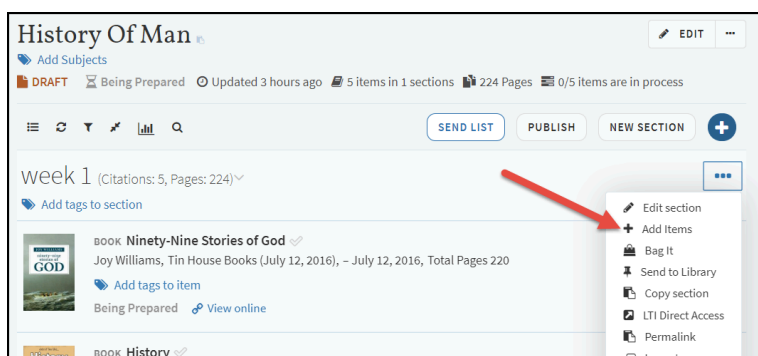 History Of Man
EDIT
Add Subjects
DRAFT Being Prepared Updated 3 hours ago 5 items in 1 sections 224 Pages 0/5 items are in process
SEND LIST PUBLISH NEW SECTION
week 1 (Citations: 5, Pages: 224)
Add tags to section
Edit section
Add Items
Bag It
Send to Library
Copy section
LTI Direct Access
Permalink
BOOK Ninety-Nine Stories of God
Joy Williams, Tin House Books (July 12, 2016), – July 12, 2016, Total Pages 220
Add tags to item
Being Prepared View online
GOD
BOOK History